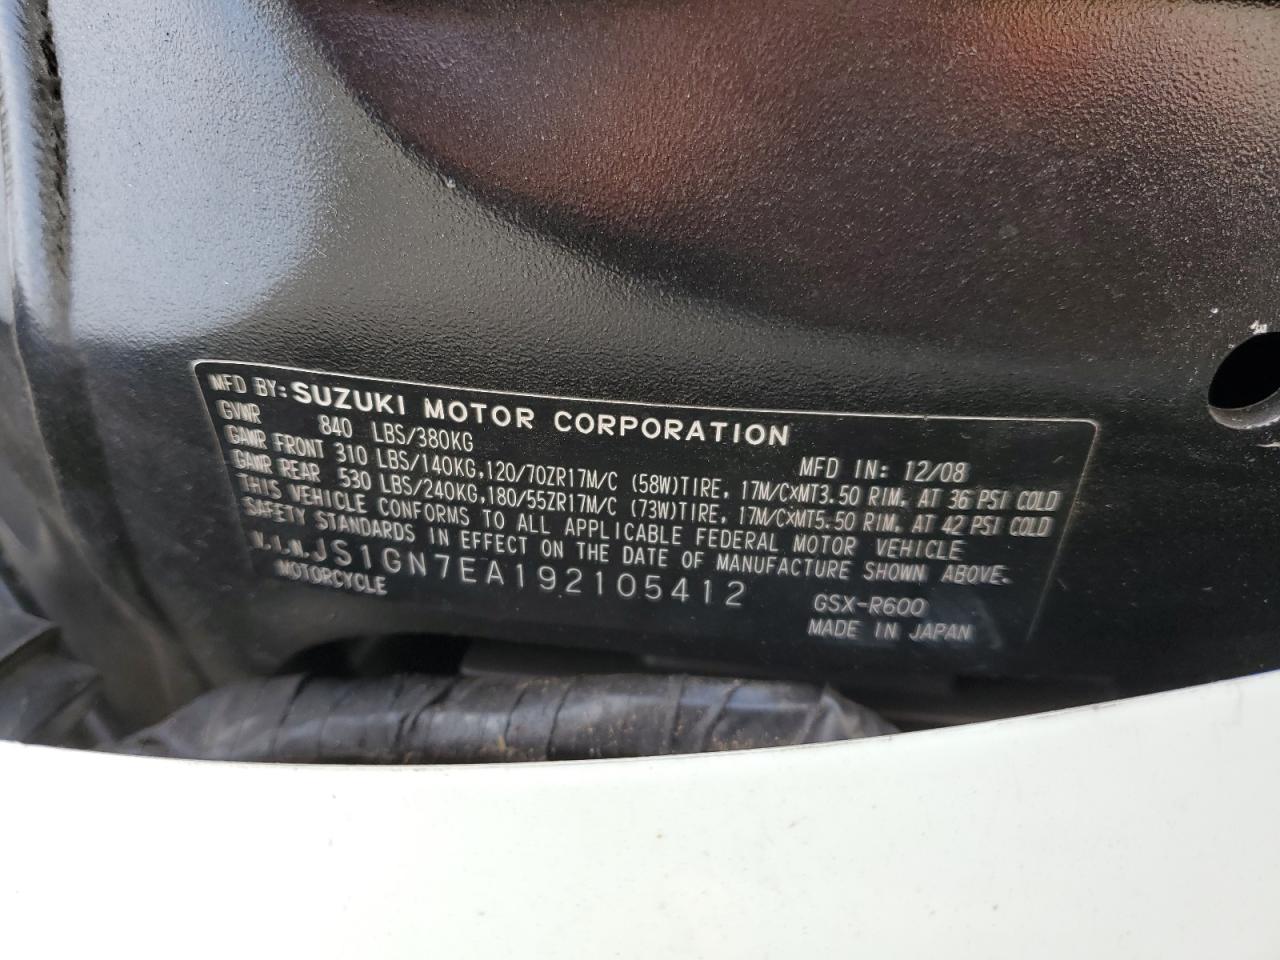 MFD BY: SUZUKI MOTOR CORPORATION
GVWR 840 LBS/380KG MFD IN: 12/08
GAWR FRONT 310 LBS/140KG,120/70ZR17M/C (58W)TIRE, 17M/C×MT3.50 RIM, AT 36 PSI COLD
GAWR REAR 530 LBS/240KG,180/55ZR17M/C (73W)TIRE, 17M/C×MT5.50 RIM, AT 42 PSI COLD
THIS VEHICLE CONFORMS TO ALL APPLICABLE FEDERAL MOTOR VEHICLE
SAFETY STANDARDS IN EFFECT ON THE DATE OF MANUFACTURE SHOWN ABOVE.
V.I.N. JS1GN7EA192105412 GSX-R600
MOTORCYCLE MADE IN JAPAN